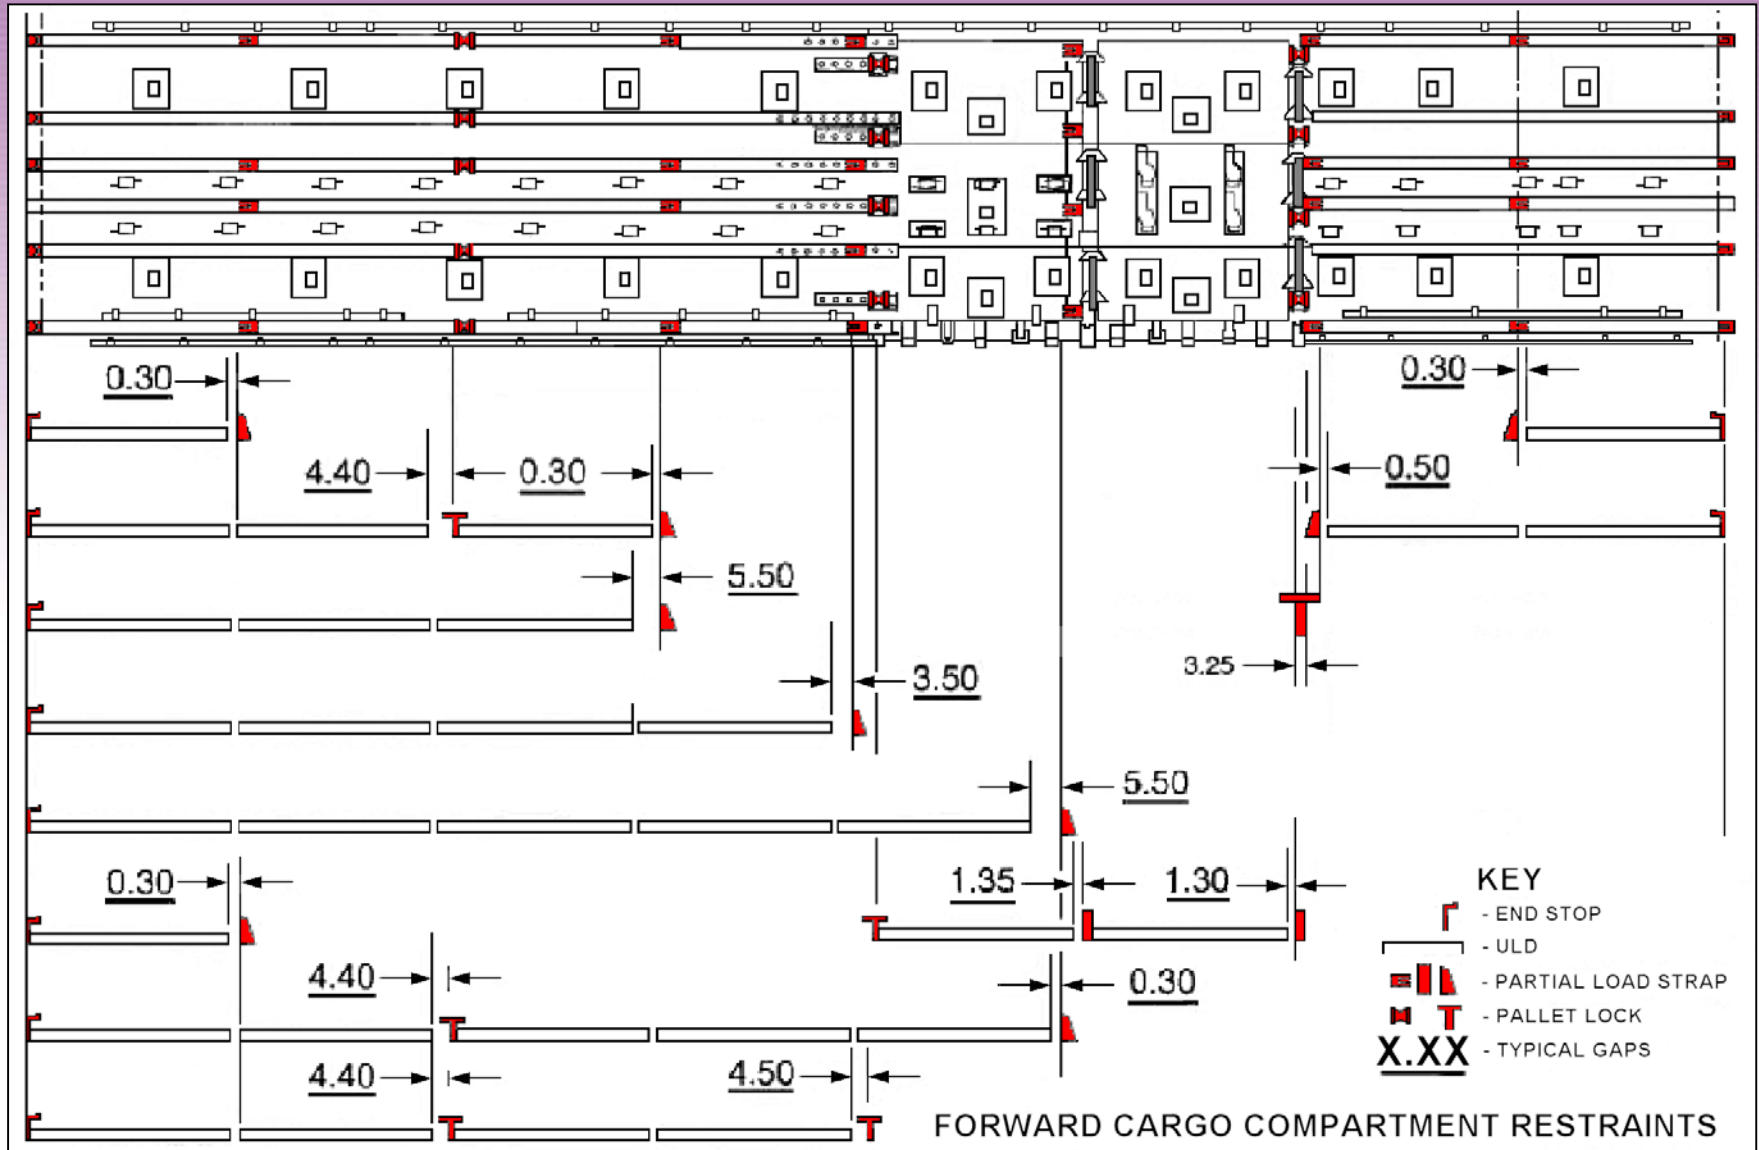 0.30
0.30
4.40
0.30
0.50
5.50
3.25
3.50
5.50
0.30
1.35
1.30
KEY
- END STOP
- ULD
4.40
0.30
- PARTIAL LOAD STRAP
- PALLET LOCK
X.XX - TYPICAL GAPS
4.40
4.50
FORWARD CARGO COMPARTMENT RESTRAINTS